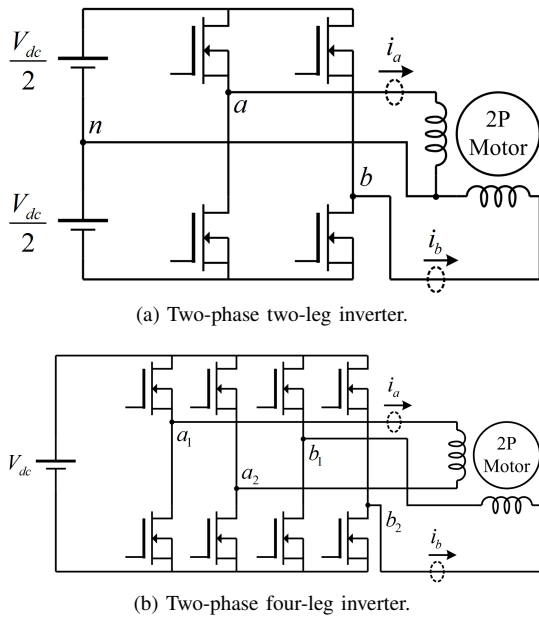 V_dc
2
i_a
a
2P
Motor
n
b
V_dc
2
i_b
(a) Two-phase two-leg inverter.
i_a
a_1
b_1
2P
Motor
V_dc
a_2
b_2
i_b
(b) Two-phase four-leg inverter.